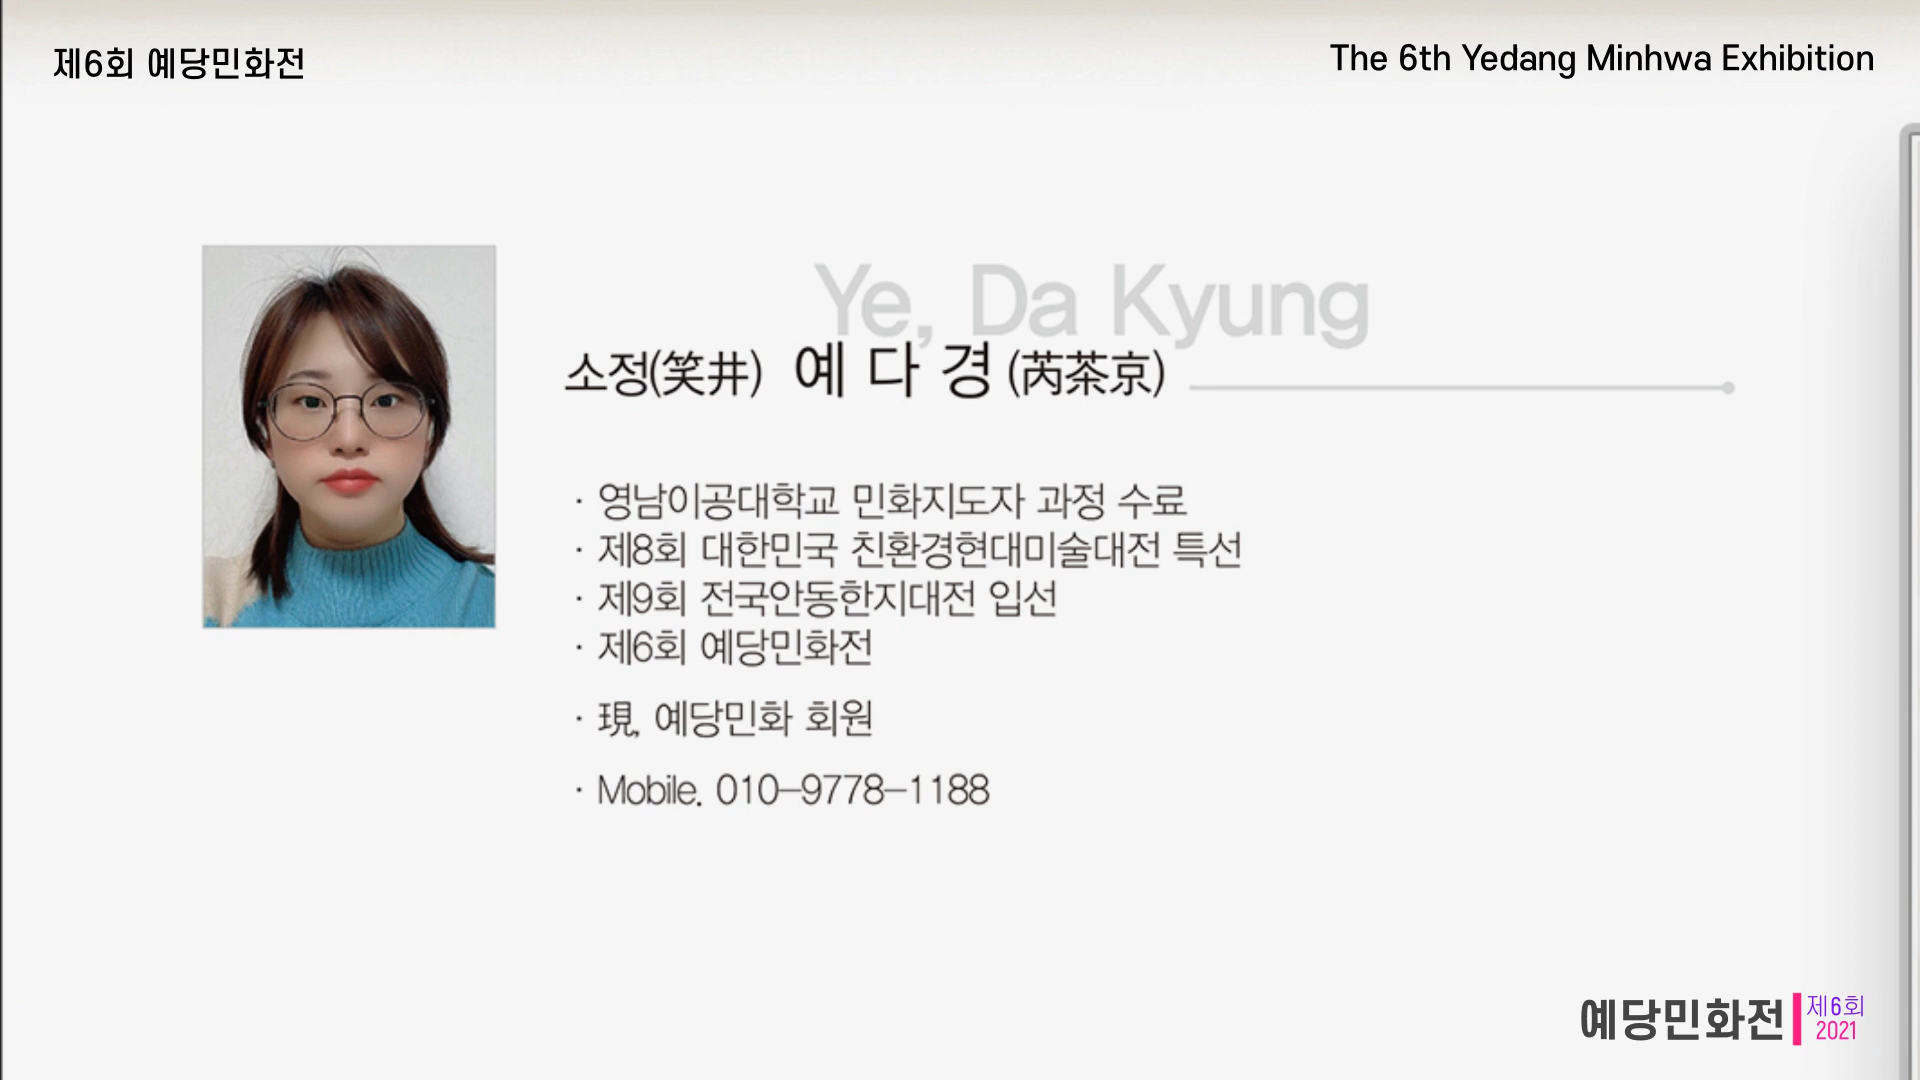 제6회 예당민화전
The 6th Yedang Minhwa Exhibition
Ye, Da Kyung
소정(笑井) 예 다 경 (芮茶京)
· 영남이공대학교 민화지도자 과정 수료
· 제8회 대한민국 친환경현대미술대전 특선
· 제9회 전국안동한지대전 입선
· 제6회 예당민화전
· 現, 예당민화 회원
· Mobile. 010–9778–1188
예당민화전
제6회
2021